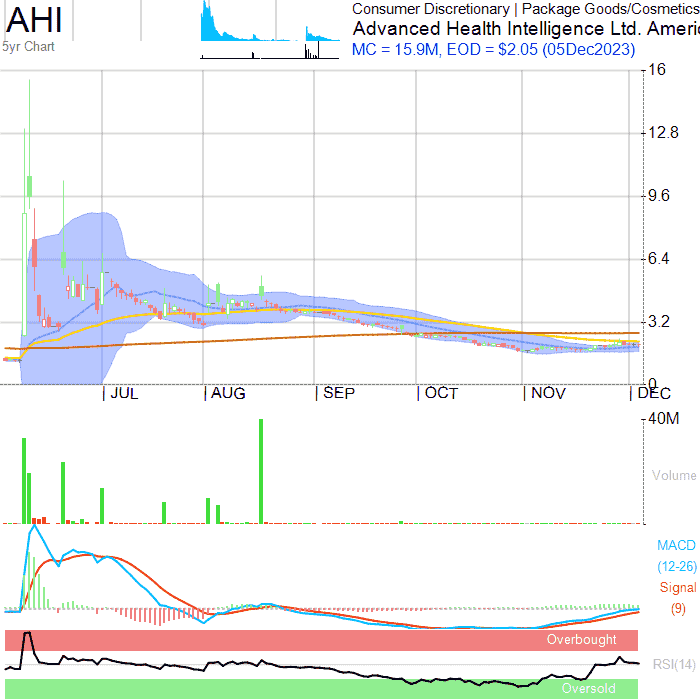 AHI
5yr Chart
Consumer Discretionary | Package Goods/Cosmetics
Advanced Health Intelligence Ltd. Ameri
MC = 15.9M, EOD = $2.05 (05Dec2023)
16
12.8
9.6
6.4
3.2
0
JUL
AUG
SEP
OCT
NOV
DEC
40M
Volume
MACD
(12-26)
Signal
(9)
Overbought
RSI(14)
Oversold